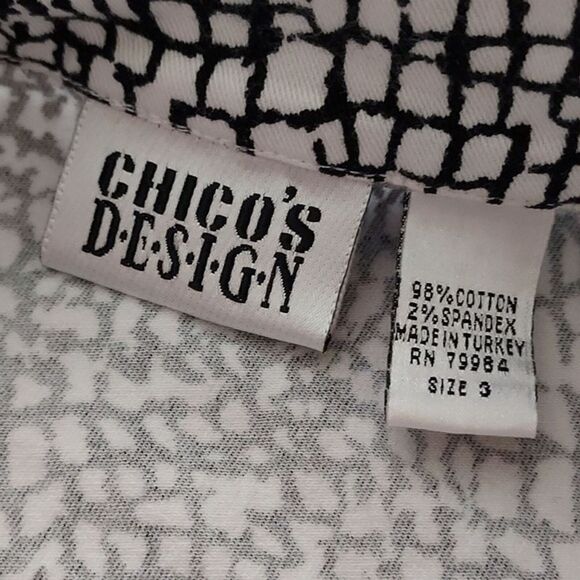 CHICO'S
D·E·S·I·G·N
98%COTTON
2%SPANDEX
MADE IN TURKEY
RN 79984
SIZE 3